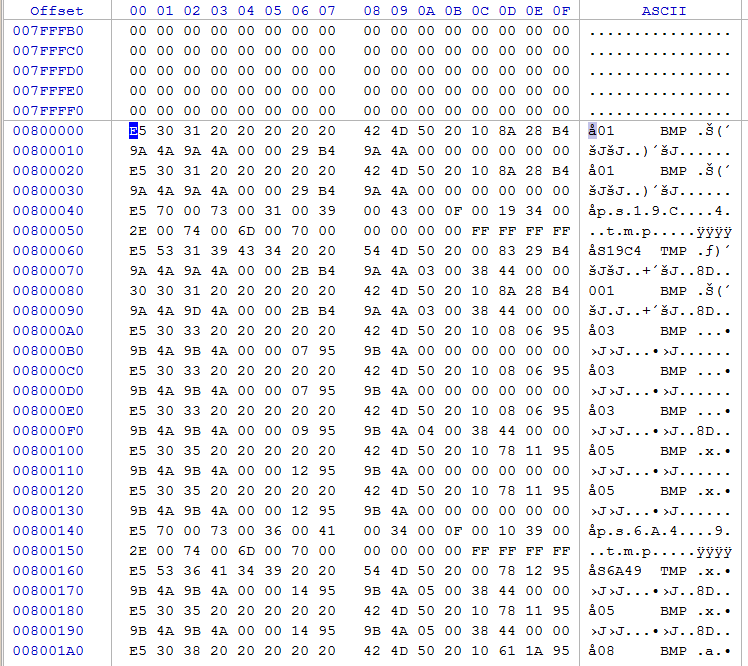 Offset 00 01 02 03 04 05 06 07 08 09 0A 0B 0C 0D 0E 0F ASCII
007FFFB0 00 00 00 00 00 00 00 00 00 00 00 00 00 00 00 00 ................
007FFFC0 00 00 00 00 00 00 00 00 00 00 00 00 00 00 00 00 ................
007FFFD0 00 00 00 00 00 00 00 00 00 00 00 00 00 00 00 00 ................
007FFFE0 00 00 00 00 00 00 00 00 00 00 00 00 00 00 00 00 ................
007FFFF0 00 00 00 00 00 00 00 00 00 00 00 00 00 00 00 00 ................
00800000 E5 30 31 20 20 20 20 20 42 4D 50 20 10 8A 28 B4 å01     BMP .Š(´
00800010 9A 4A 9A 4A 00 00 29 B4 9A 4A 00 00 00 00 00 00 šJšJ..)´šJ......
00800020 E5 30 31 20 20 20 20 20 42 4D 50 20 10 8A 28 B4 å01     BMP .Š(´
00800030 9A 4A 9A 4A 00 00 29 B4 9A 4A 00 00 00 00 00 00 šJšJ..)´šJ......
00800040 E5 70 00 73 00 31 00 39 00 43 00 0F 00 19 34 00 åp.s.1.9.C....4.
00800050 2E 00 74 00 6D 00 70 00 00 00 00 00 FF FF FF FF ..t.m.p.....ÿÿÿÿ
00800060 E5 53 31 39 43 34 20 20 54 4D 50 20 00 83 29 B4 åS19C4  TMP .ƒ)´
00800070 9A 4A 9A 4A 00 00 2B B4 9A 4A 03 00 38 44 00 00 šJšJ..+´šJ..8D..
00800080 30 30 31 20 20 20 20 20 42 4D 50 20 10 8A 28 B4 001     BMP .Š(´
00800090 9A 4A 9D 4A 00 00 2B B4 9A 4A 03 00 38 44 00 00 šJ.J..+´šJ..8D..
008000A0 E5 30 33 20 20 20 20 20 42 4D 50 20 10 08 06 95 å03     BMP ...•
008000B0 9B 4A 9B 4A 00 00 07 95 9B 4A 00 00 00 00 00 00 ›J›J...•›J......
008000C0 E5 30 33 20 20 20 20 20 42 4D 50 20 10 08 06 95 å03     BMP ...•
008000D0 9B 4A 9B 4A 00 00 07 95 9B 4A 00 00 00 00 00 00 ›J›J...•›J......
008000E0 E5 30 33 20 20 20 20 20 42 4D 50 20 10 08 06 95 å03     BMP ...•
008000F0 9B 4A 9B 4A 00 00 09 95 9B 4A 04 00 38 44 00 00 ›J›J...•›J..8D..
00800100 E5 30 35 20 20 20 20 20 42 4D 50 20 10 78 11 95 å05     BMP .x.•
00800110 9B 4A 9B 4A 00 00 12 95 9B 4A 00 00 00 00 00 00 ›J›J...•›J......
00800120 E5 30 35 20 20 20 20 20 42 4D 50 20 10 78 11 95 å05     BMP .x.•
00800130 9B 4A 9B 4A 00 00 12 95 9B 4A 00 00 00 00 00 00 ›J›J...•›J......
00800140 E5 70 00 73 00 36 00 41 00 34 00 0F 00 10 39 00 åp.s.6.A.4....9.
00800150 2E 00 74 00 6D 00 70 00 00 00 00 00 FF FF FF FF ..t.m.p.....ÿÿÿÿ
00800160 E5 53 36 41 34 39 20 20 54 4D 50 20 00 78 12 95 åS6A49  TMP .x.•
00800170 9B 4A 9B 4A 00 00 14 95 9B 4A 05 00 38 44 00 00 ›J›J...•›J..8D..
00800180 E5 30 35 20 20 20 20 20 42 4D 50 20 10 78 11 95 å05     BMP .x.•
00800190 9B 4A 9B 4A 00 00 14 95 9B 4A 05 00 38 44 00 00 ›J›J...•›J..8D..
008001A0 E5 30 38 20 20 20 20 20 42 4D 50 20 10 61 1A 95 å08     BMP .a.•